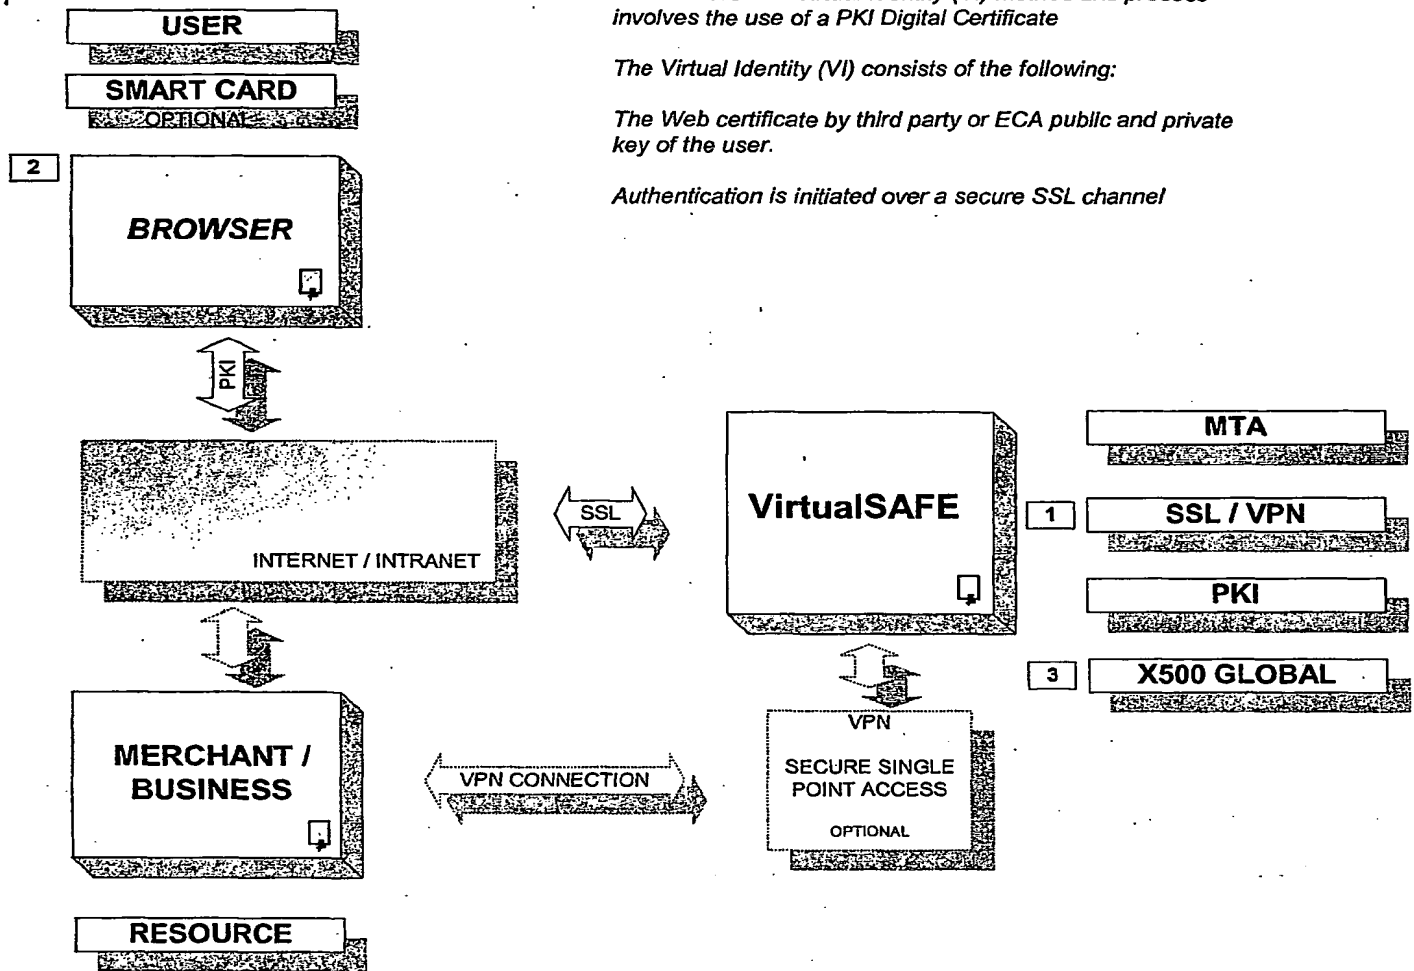 involves the use of a PKI Digital Certificate
The Virtual Identity (VI) consists of the following:
The Web certificate by third party or ECA public and private
key of the user.
Authentication is initiated over a secure SSL channel
USER
SMART CARD
OPTIONAL
2
BROWSER
PKI
INTERNET / INTRANET
SSL
VirtualSAFE
MTA
1
SSL / VPN
PKI
3
X500 GLOBAL
MERCHANT /
BUSINESS
VPN CONNECTION
VPN
SECURE SINGLE
POINT ACCESS
OPTIONAL
RESOURCE